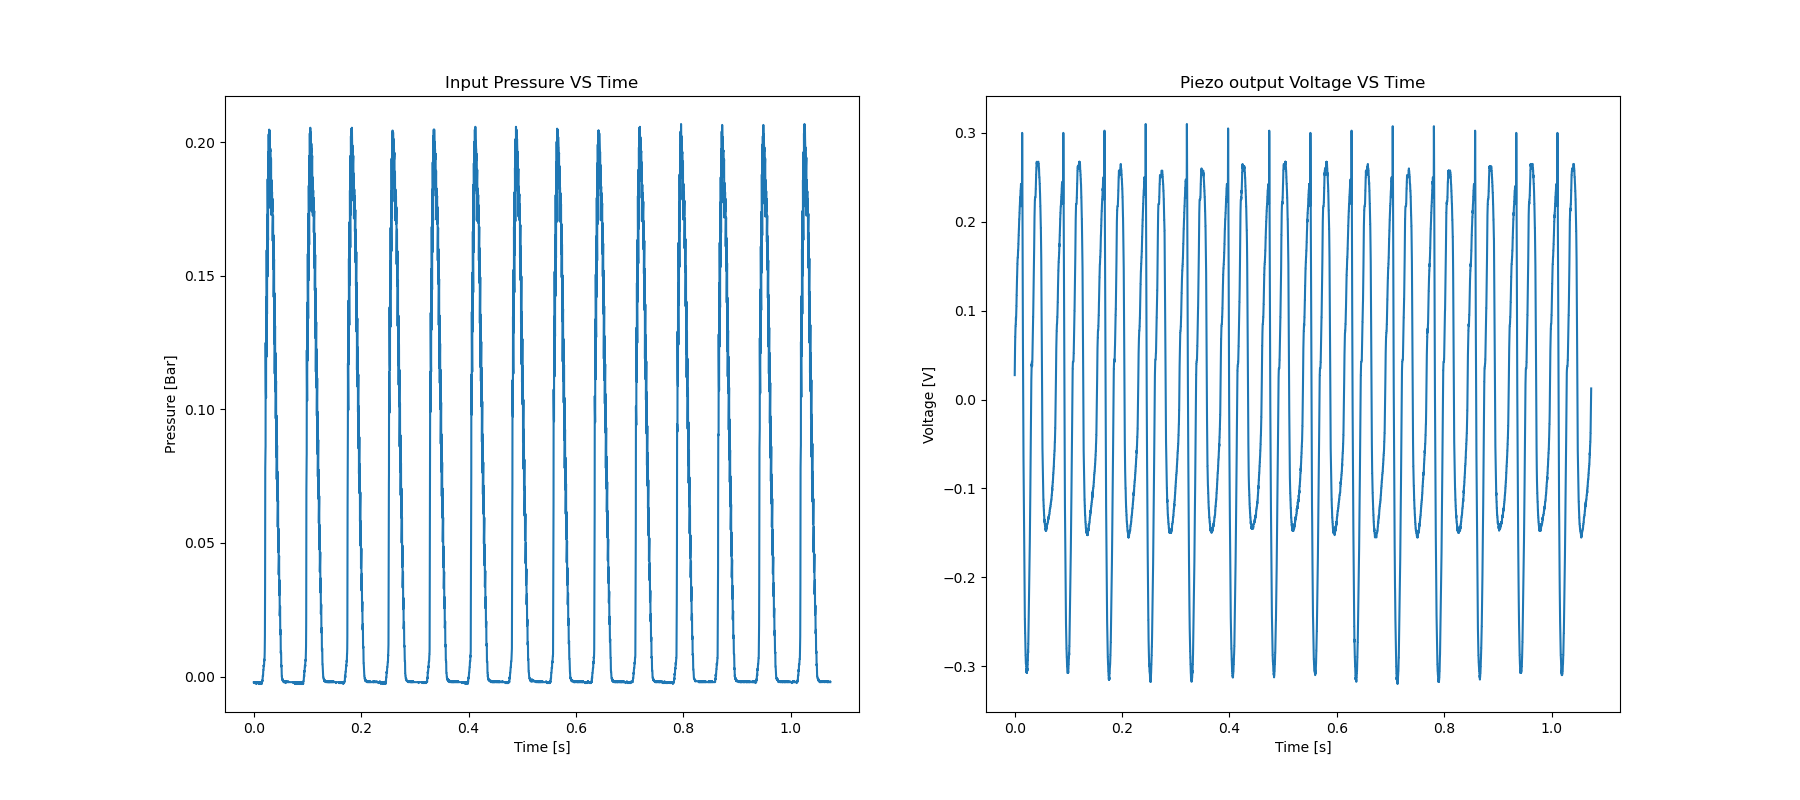 Input Pressure VS Time
0.20
0.15
0.10
0.05
0.00
Pressure [Bar]
0.0 0.2 0.4 0.6 0.8 1.0
Time [s]
Piezo output Voltage VS Time
0.3
0.2
0.1
0.0
−0.1
−0.2
−0.3
Voltage [V]
0.0 0.2 0.4 0.6 0.8 1.0
Time [s]